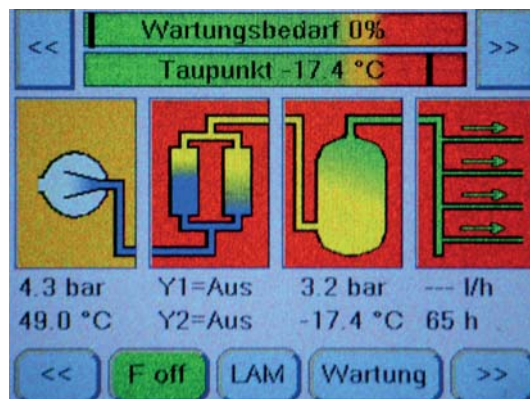 << Wartungsbedarf 0% >>
Taupunkt -17.4 °C
4.3 bar Y1=Aus 3.2 bar --- l/h
49.0 °C Y2=Aus -17.4 °C 65 h
<< F off LAM Wartung >>